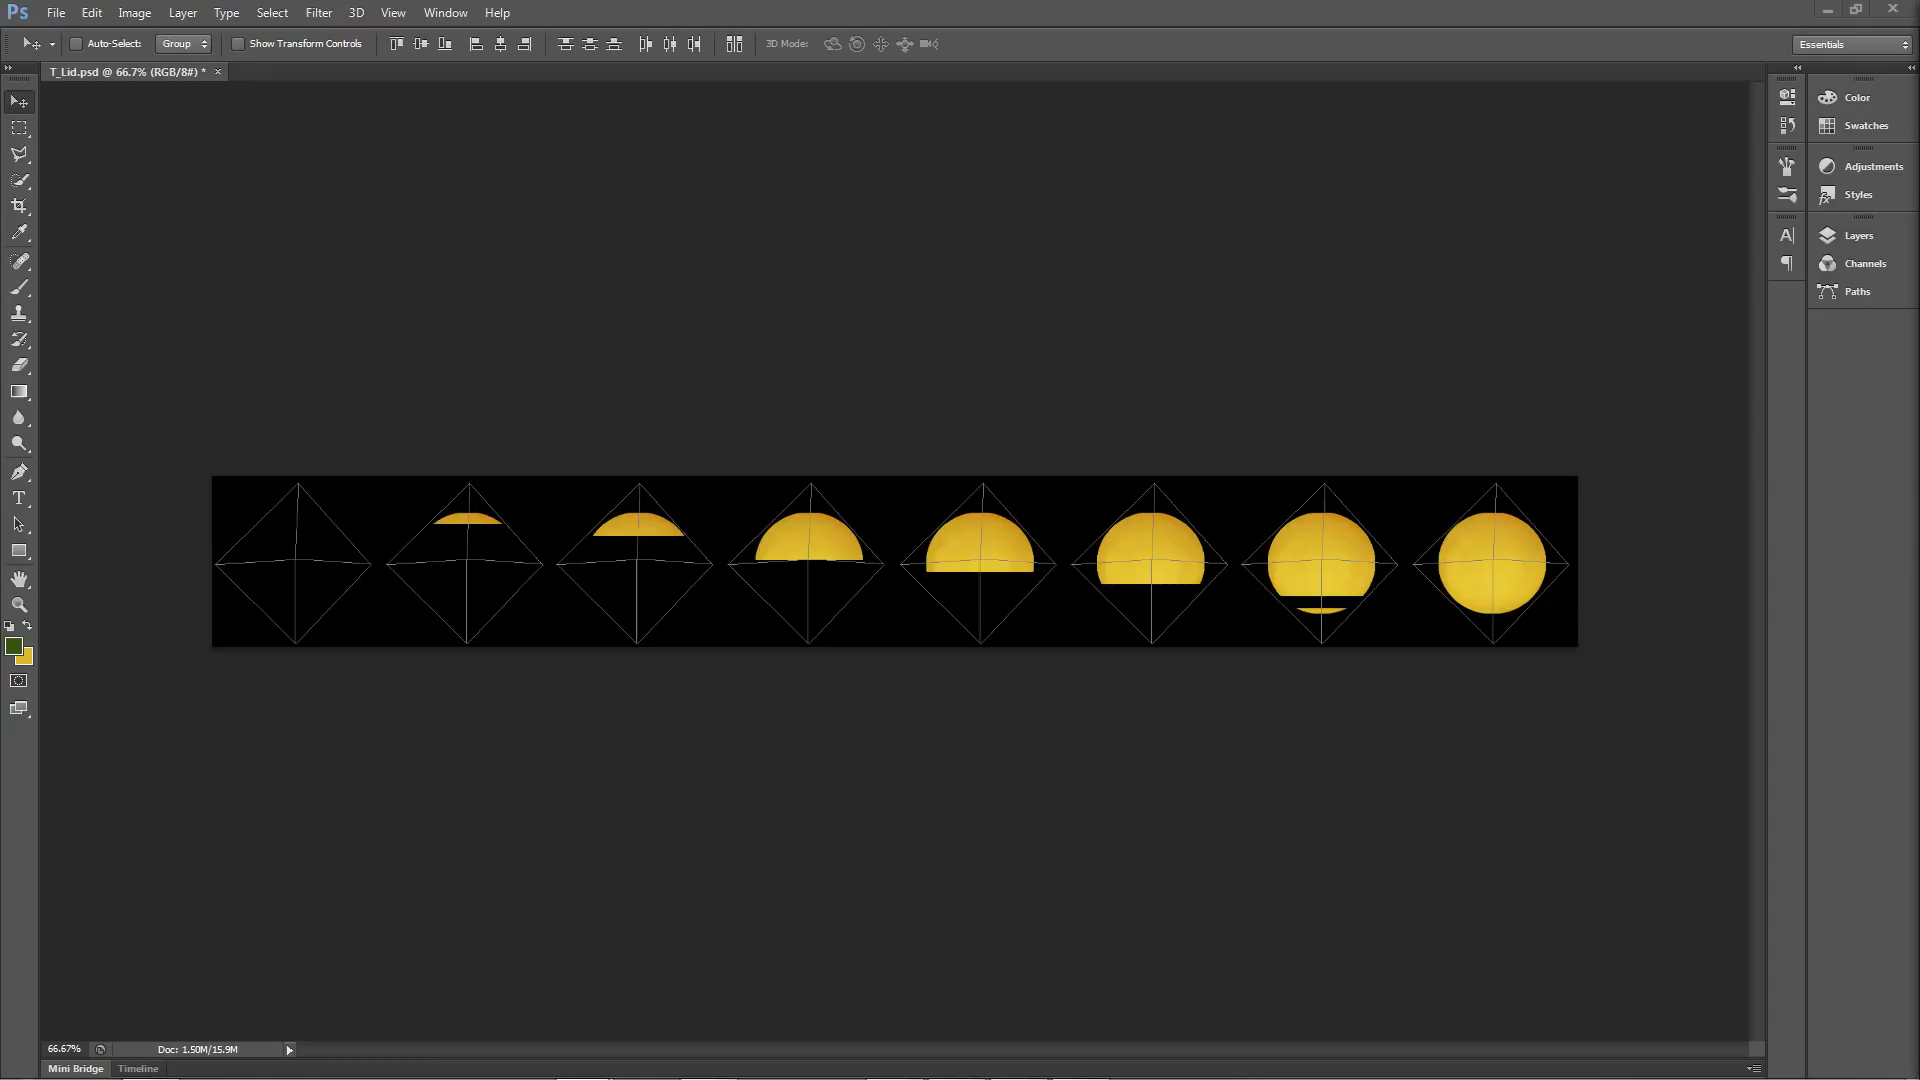 Ps File Edit Image Layer Type Select Filter 3D View Window Help
Auto-Select: Group Show Transform Controls 3D Mode: Essentials
T_Lid.psd @ 66.7% (RGB/8#) * ×
Color
Swatches
Adjustments
Styles
Layers
Channels
Paths
66.67% Doc: 1.50M/15.9M
Mini Bridge Timeline